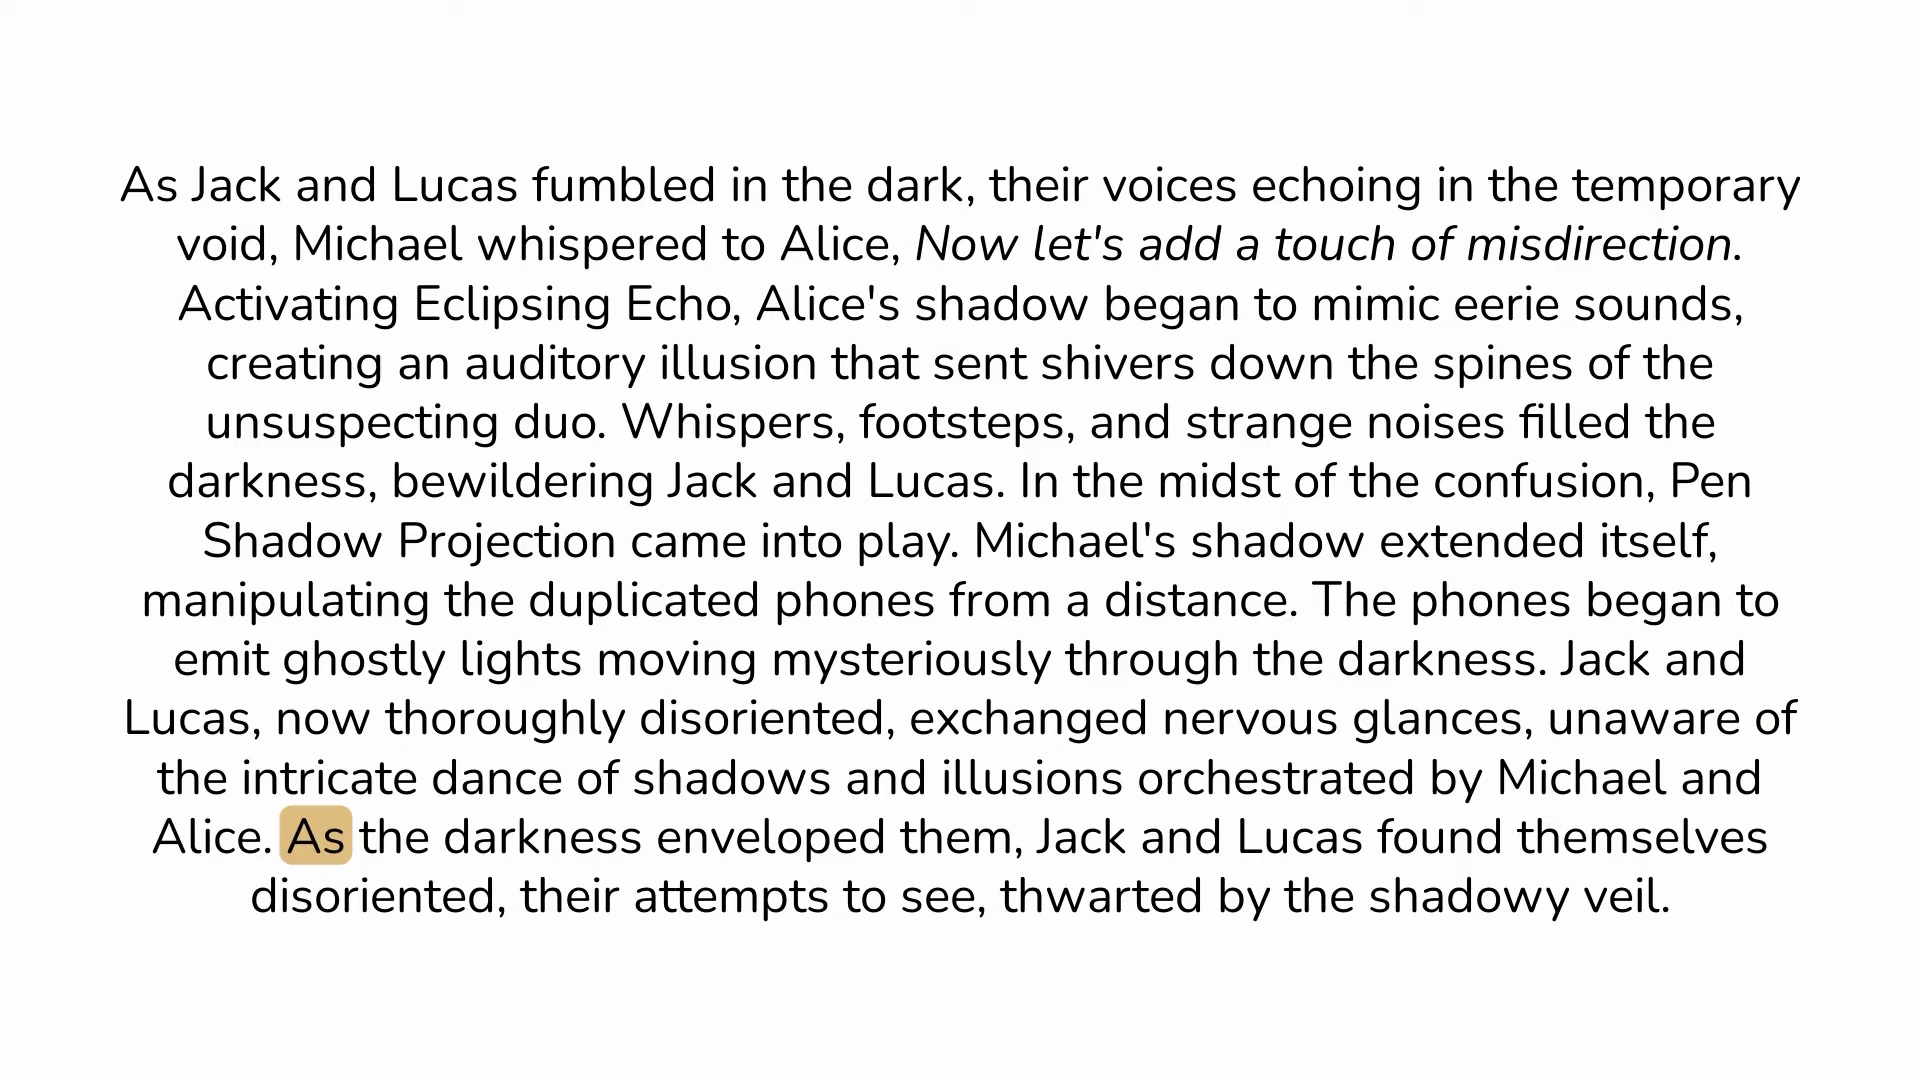 As Jack and Lucas fumbled in the dark, their voices echoing in the temporary
void, Michael whispered to Alice, Now let's add a touch of misdirection.
Activating Eclipsing Echo, Alice's shadow began to mimic eerie sounds,
creating an auditory illusion that sent shivers down the spines of the
unsuspecting duo. Whispers, footsteps, and strange noises filled the
darkness, bewildering Jack and Lucas. In the midst of the confusion, Pen
Shadow Projection came into play. Michael's shadow extended itself,
manipulating the duplicated phones from a distance. The phones began to
emit ghostly lights moving mysteriously through the darkness. Jack and
Lucas, now thoroughly disoriented, exchanged nervous glances, unaware of
the intricate dance of shadows and illusions orchestrated by Michael and
Alice. As the darkness enveloped them, Jack and Lucas found themselves
disoriented, their attempts to see, thwarted by the shadowy veil.